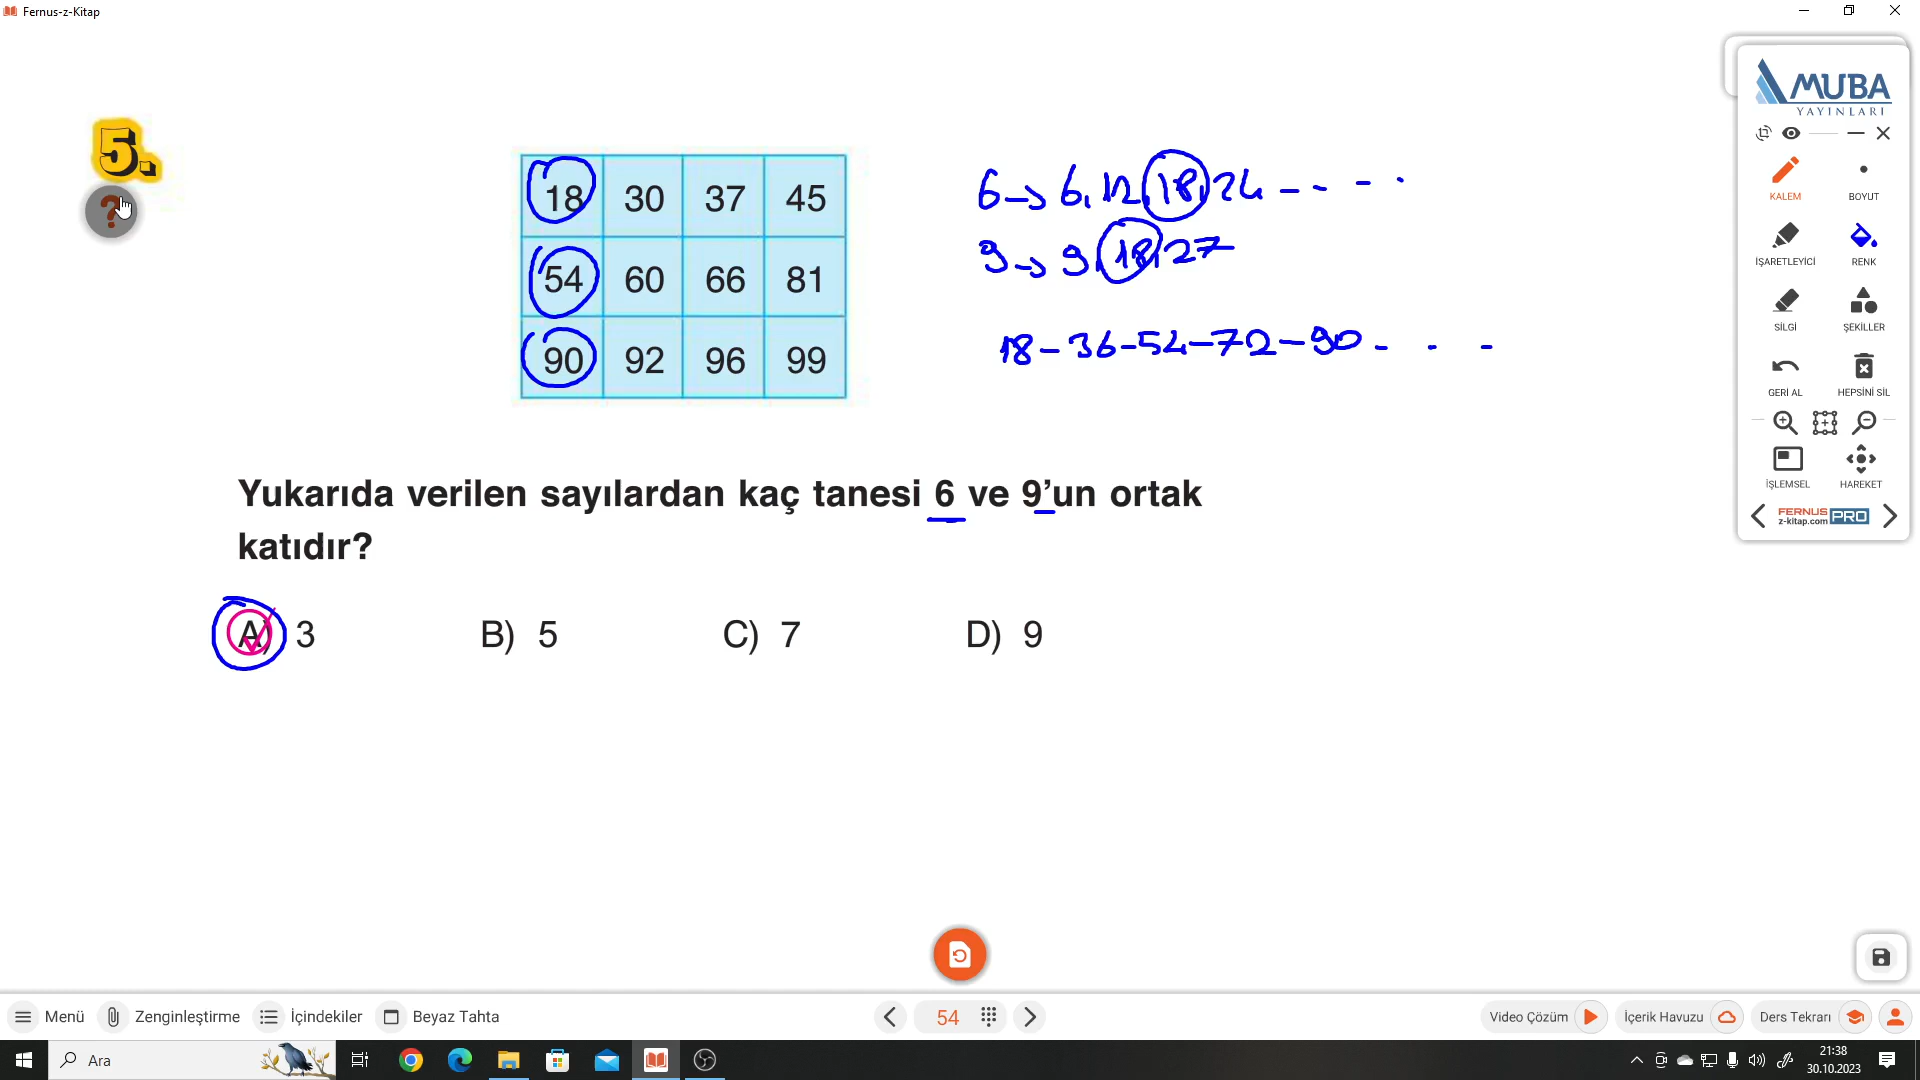 Fernus-z-Kitap
MUBA
YAYINLARI
5.
?
18 30 37 45
54 60 66 81
90 92 96 99
6→ 6, 12, 18, 24 - - - -
9→ 9, 18, 27
18-36-54-72-90- - -
KALEM BOYUT
İŞARETLEYİCİ RENK
SİLGİ ŞEKİLLER
GERİ AL HEPSİNİ SİL
İŞLEMSEL HAREKET
FERNUS
z-kitap.com PRO
Yukarıda verilen sayılardan kaç tanesi 6 ve 9’un ortak
katıdır?
A) 3 B) 5 C) 7 D) 9
Menü Zenginleştirme İçindekiler Beyaz Tahta 54 Video Çözüm İçerik Havuzu Ders Tekrarı
Ara 21:38
30.10.2023